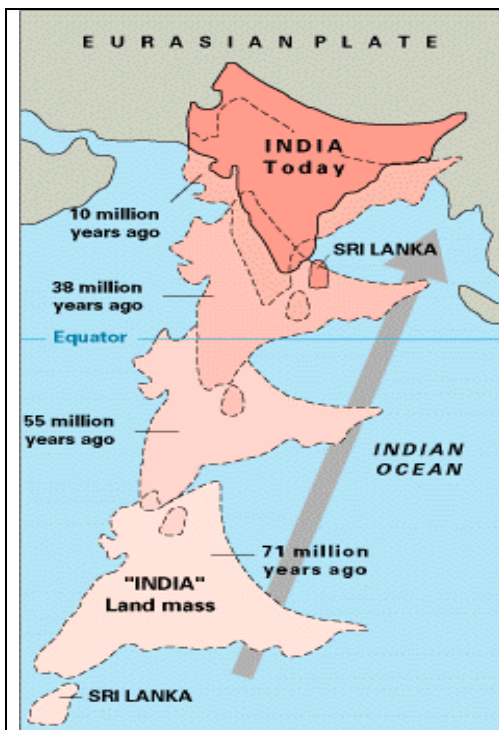 EURASIAN PLATE
INDIA
Today
10 million
years ago
SRI LANKA
38 million
years ago
Equator
55 million
years ago
INDIAN
OCEAN
71 million
years ago
"INDIA"
Land mass
SRI LANKA